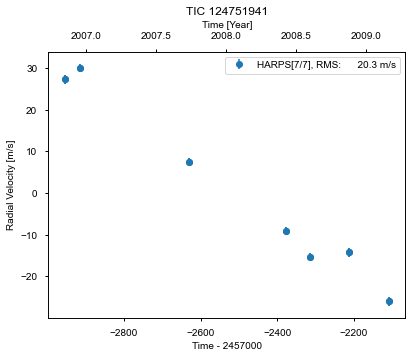 TIC 124751941
Time [Year]
2007.0 2007.5 2008.0 2008.5 2009.0
HARPS[7/7], RMS: 20.3 m/s
30
20
10
0
−10
−20
Radial Velocity [m/s]
−2800 −2600 −2400 −2200
Time - 2457000